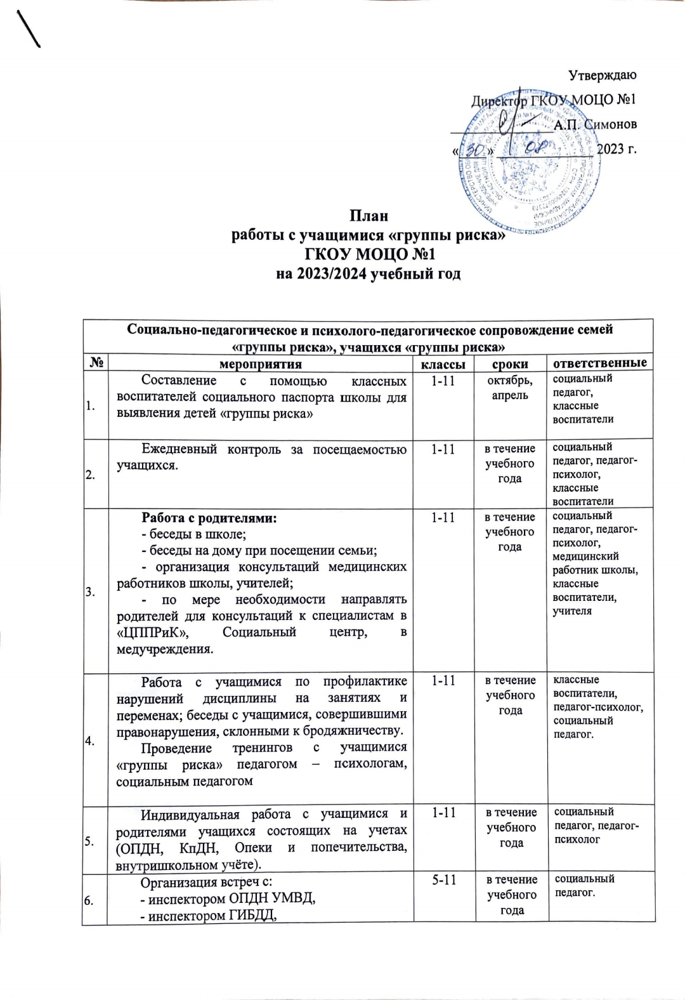 Утверждаю
Директор ГКОУ МОЦО №1
А.П. Симонов
« 30 » 08 2023 г.
План
работы с учащимися «группы риска»
ГКОУ МОЦО №1
на 2023/2024 учебный год
Социально-педагогическое и психолого-педагогическое сопровождение семей
«группы риска», учащихся «группы риска»
№ мероприятия классы сроки ответственные
1.
Составление с помощью классных
воспитателей социального паспорта школы для
выявления детей «группы риска»
1-11
октябрь,
апрель
социальный
педагог,
классные
воспитатели
2.
Ежедневный контроль за посещаемостью
учащихся.
1-11
в течение
учебного
года
социальный
педагог, педагог-
психолог,
классные
воспитатели
3.
Работа с родителями:
- беседы в школе;
- беседы на дому при посещении семьи;
- организация консультаций медицинских
работников школы, учителей;
- по мере необходимости направлять
родителей для консультаций к специалистам в
«ЦППРиК», Социальный центр, в
медучреждения.
1-11
в течение
учебного
года
социальный
педагог, педагог-
психолог,
медицинский
работник школы,
классные
воспитатели,
учителя
4.
Работа с учащимися по профилактике
нарушений дисциплины на занятиях и
переменах; беседы с учащимися, совершившими
правонарушения, склонными к бродяжничеству.
Проведение тренингов с учащимися
«группы риска» педагогом – психологам,
социальным педагогом
1-11
в течение
учебного
года
классные
воспитатели,
педагог-психолог,
социальный
педагог.
5.
Индивидуальная работа с учащимися и
родителями учащихся состоящих на учетах
(ОПДН, КпДН, Опеки и попечительства,
внутришкольном учёте).
1-11
в течение
учебного
года
социальный
педагог, педагог-
психолог
6.
Организация встреч с:
- инспектором ОПДН УМВД,
- инспектором ГИБДД,
5-11
в течение
учебного
года
социальный
педагог.